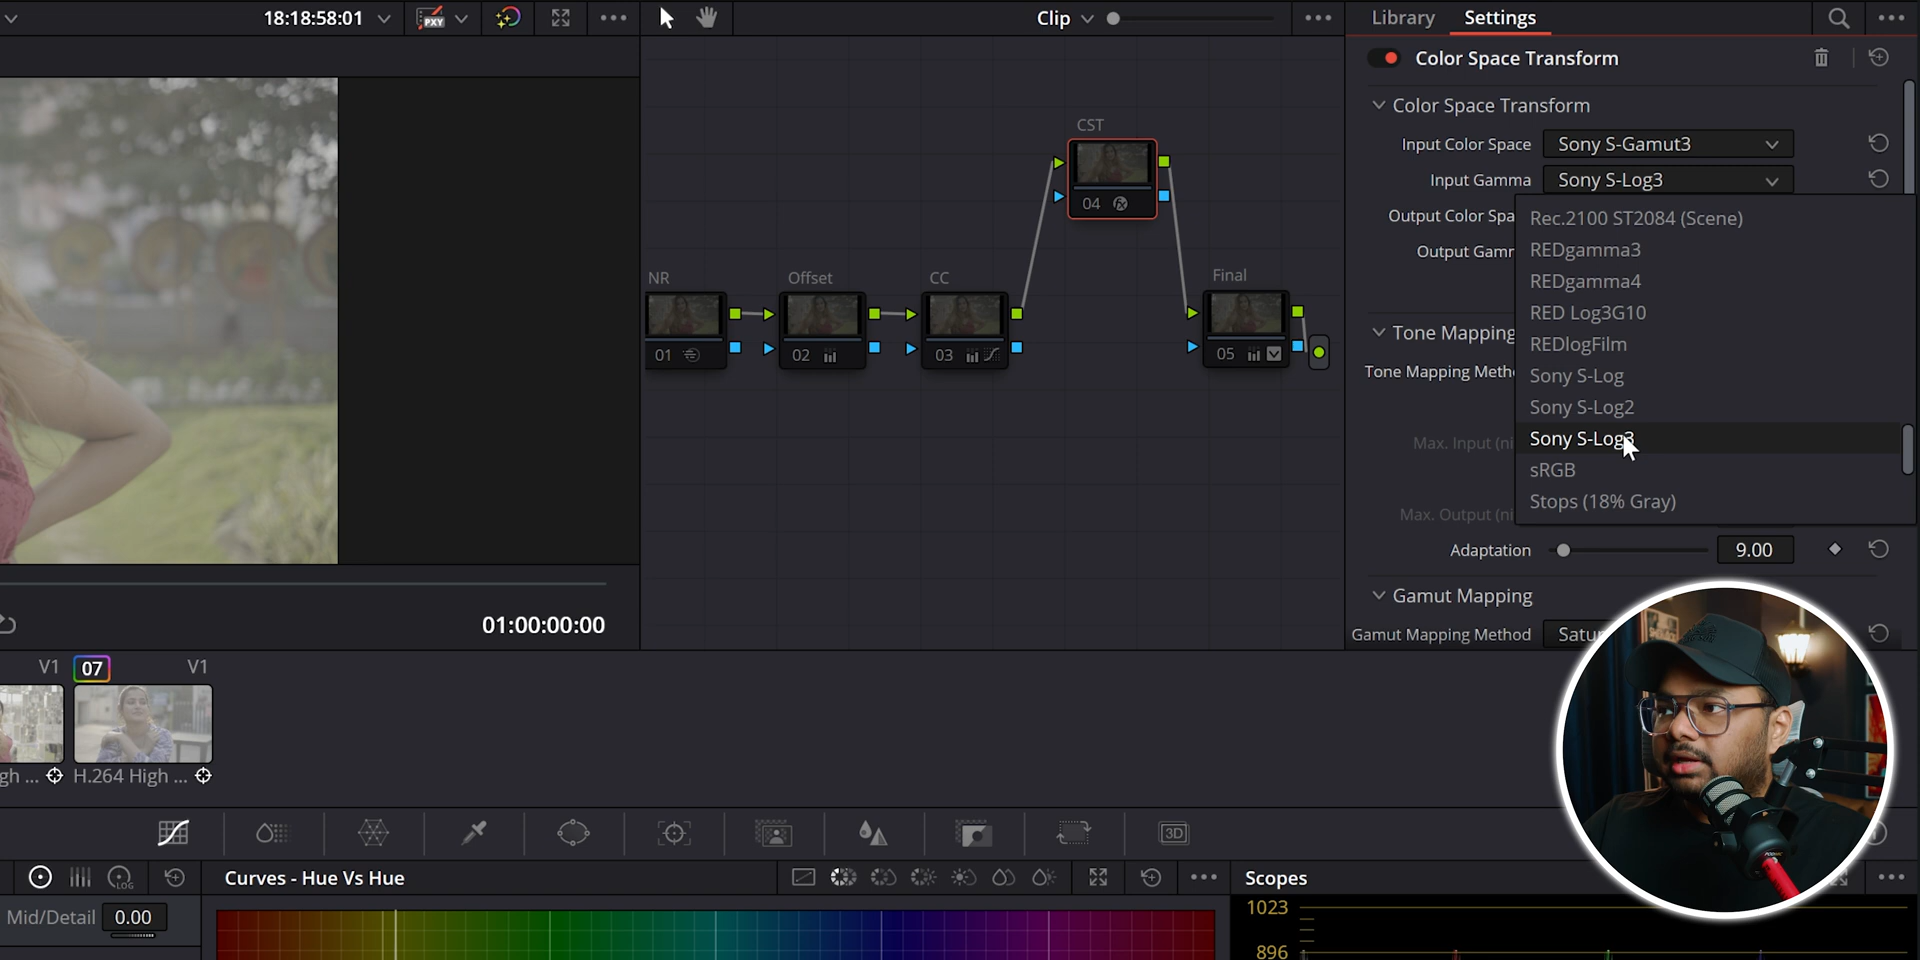 18:18:58:01
PXY
Clip
Library
Settings
Color Space Transform
Color Space Transform
Input Color Space
Sony S-Gamut3
Input Gamma
Sony S-Log3
Output Color Spa
Output Gam
Rec.2100 ST2084 (Scene)
REDgamma3
REDgamma4
RED Log3G10
REDlogFilm
Sony S-Log
Sony S-Log2
Sony S-Log3
sRGB
Stops (18% Gray)
Tone Mapping
Tone Mapping Meth
Max. Input (ni
Max. Output (ni
Adaptation
9.00
Gamut Mapping
Gamut Mapping Method
Satu
CST
04
NR
Offset
CC
Final
01
02
03
05
01:00:00:00
V1
07
V1
gh ...
H.264 High ...
3D
LOG
Curves - Hue Vs Hue
Scopes
Mid/Detail
0.00
1023
896